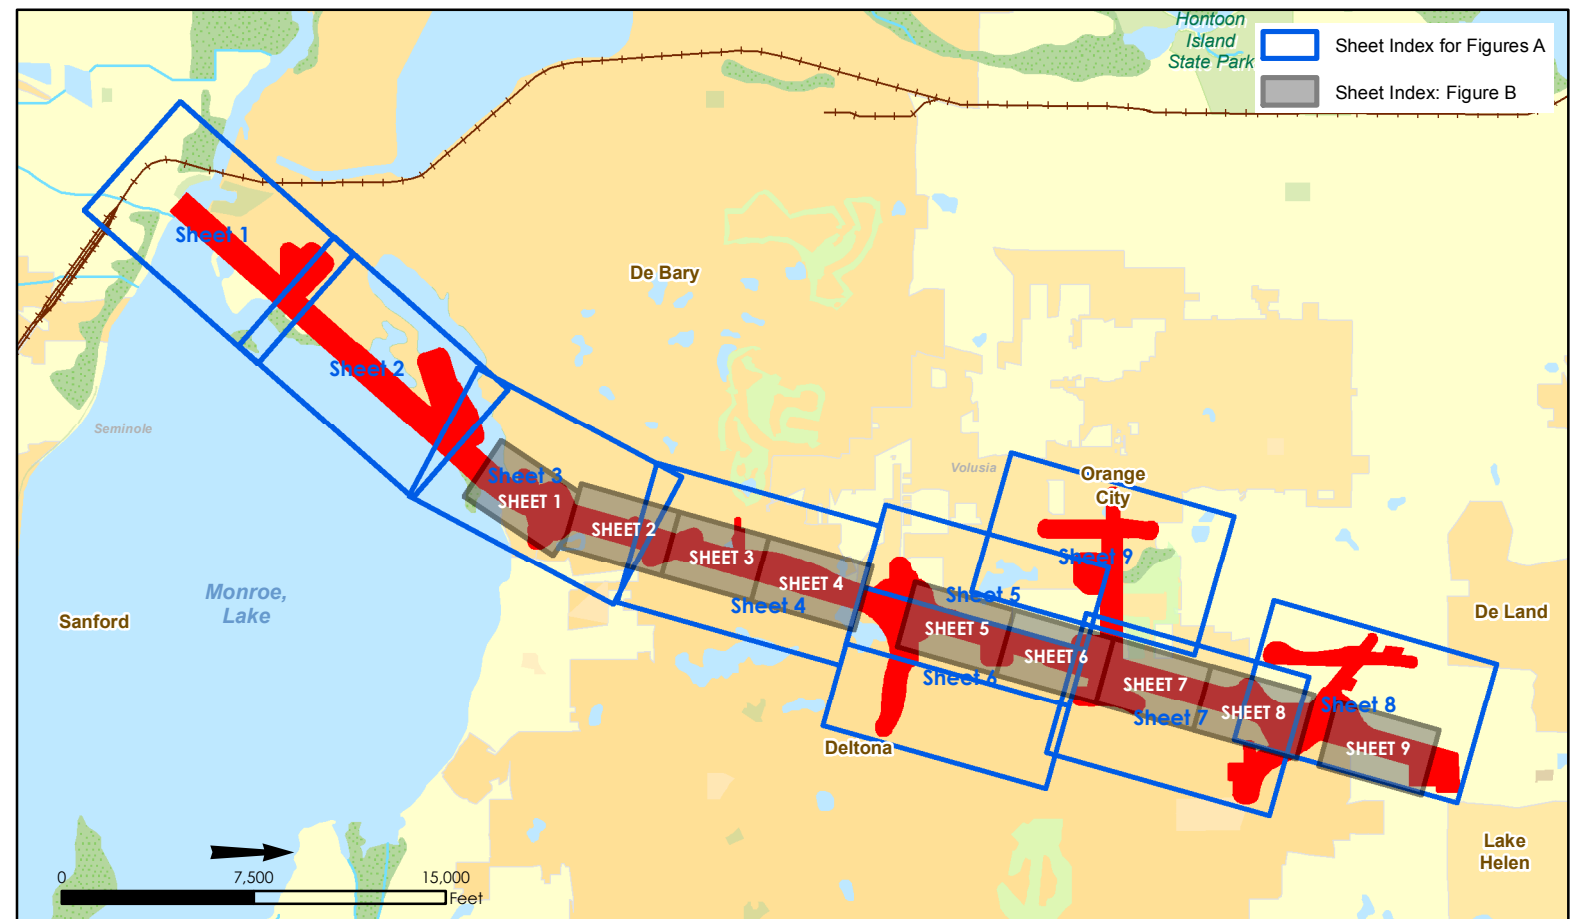 Hontoon
Island
State Park
Sheet Index for Figures A
Sheet Index: Figure B
Sheet 1
De Bary
Sheet 2
Seminole
Sheet 3
SHEET 1
SHEET 2
SHEET 3
SHEET 4
Sheet 4
Volusia
Orange
City
Sheet 9
Sheet 5
SHEET 5
SHEET 6
Sheet 6
SHEET 7
Sheet 7
SHEET 8
Sheet 8
SHEET 9
Monroe,
Lake
Sanford
De Land
Deltona
Lake
Helen
0 7,500 15,000
Feet